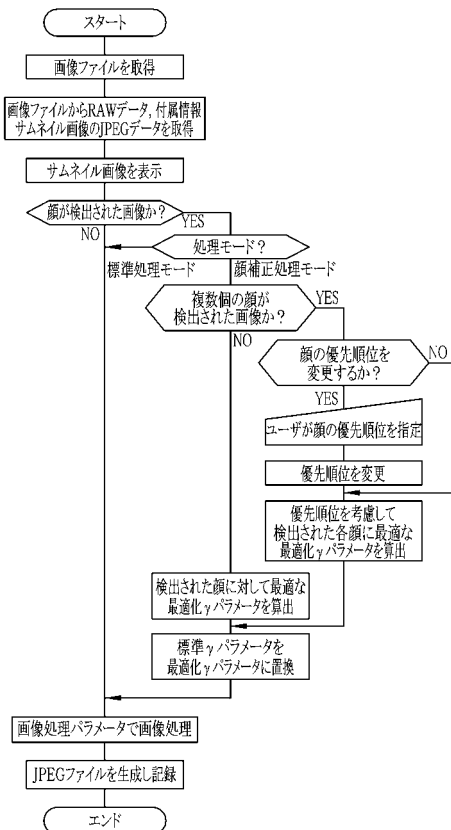 スタート
画像ファイルを取得
画像ファイルからRAWデータ，付属情報
サムネイル画像のJPEGデータを取得
サムネイル画像を表示
顔が検出された画像か？
YES
NO
処理モード？
標準処理モード
顔補正処理モード
複数個の顔が
検出された画像か？
YES
NO
顔の優先順位を
変更するか？
NO
YES
ユーザが顔の優先順位を指定
優先順位を変更
優先順位を考慮して
検出された各顔に最適な
最適化γパラメータを算出
検出された顔に対して最適な
最適化γパラメータを算出
標準γパラメータを
最適化γパラメータに置換
画像処理パラメータで画像処理
JPEGファイルを生成し記録
エンド